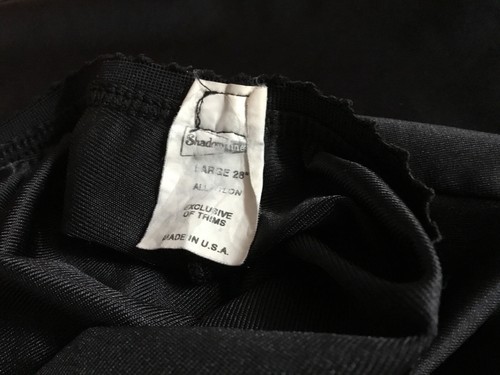 Shadowline
LARGE 28"
ALL NYLON
EXCLUSIVE
OF TRIMS
MADE IN U.S.A.